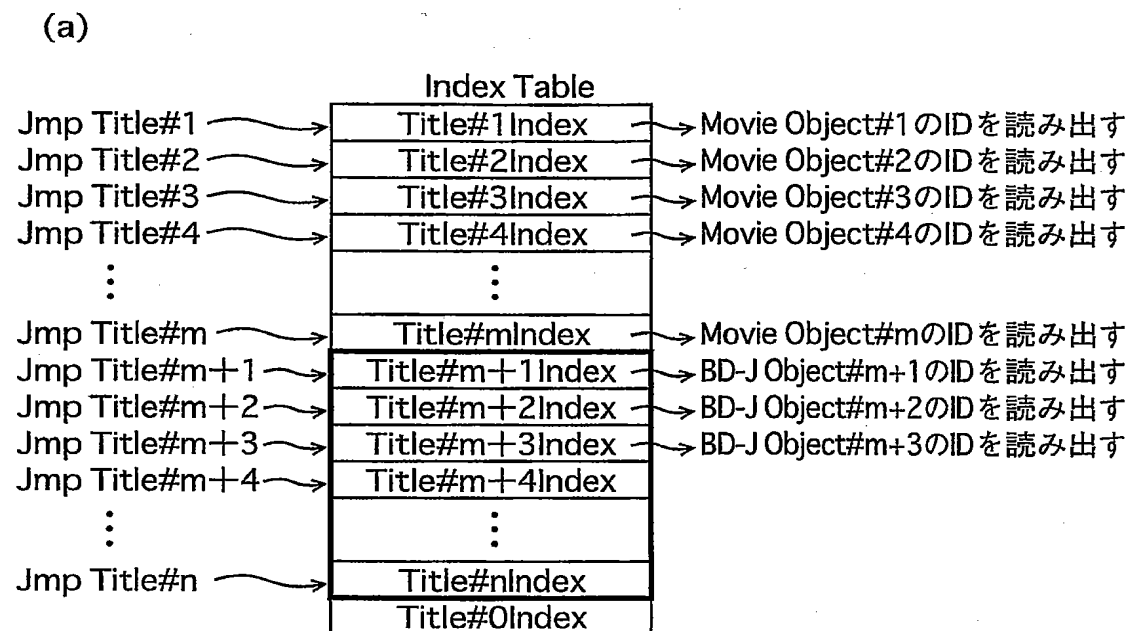 (a)
Index Table
Jmp Title#1 Title#1Index Movie Object#1のIDを読み出す
Jmp Title#2 Title#2Index Movie Object#2のIDを読み出す
Jmp Title#3 Title#3Index Movie Object#3のIDを読み出す
Jmp Title#4 Title#4Index Movie Object#4のIDを読み出す
Jmp Title#m Title#mIndex Movie Object#mのIDを読み出す
Jmp Title#m+1 Title#m+1Index BD-J Object#m+1のIDを読み出す
Jmp Title#m+2 Title#m+2Index BD-J Object#m+2のIDを読み出す
Jmp Title#m+3 Title#m+3Index BD-J Object#m+3のIDを読み出す
Jmp Title#m+4 Title#m+4Index
Jmp Title#n Title#nIndex
Title#0Index